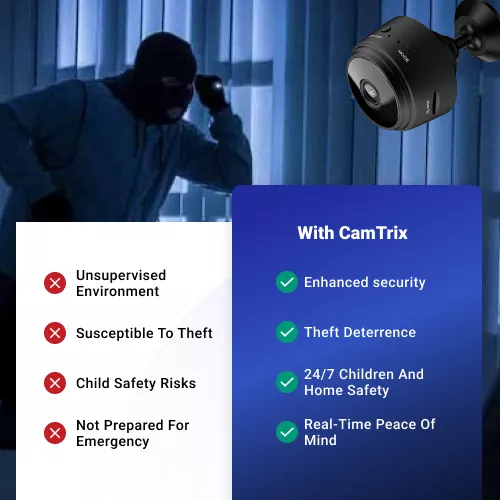 With CamTrix
Unsupervised
Environment
Susceptible To Theft
Child Safety Risks
Not Prepared For
Emergency
Enhanced security
Theft Deterrence
24/7 Children And
Home Safety
Real-Time Peace Of
Mind